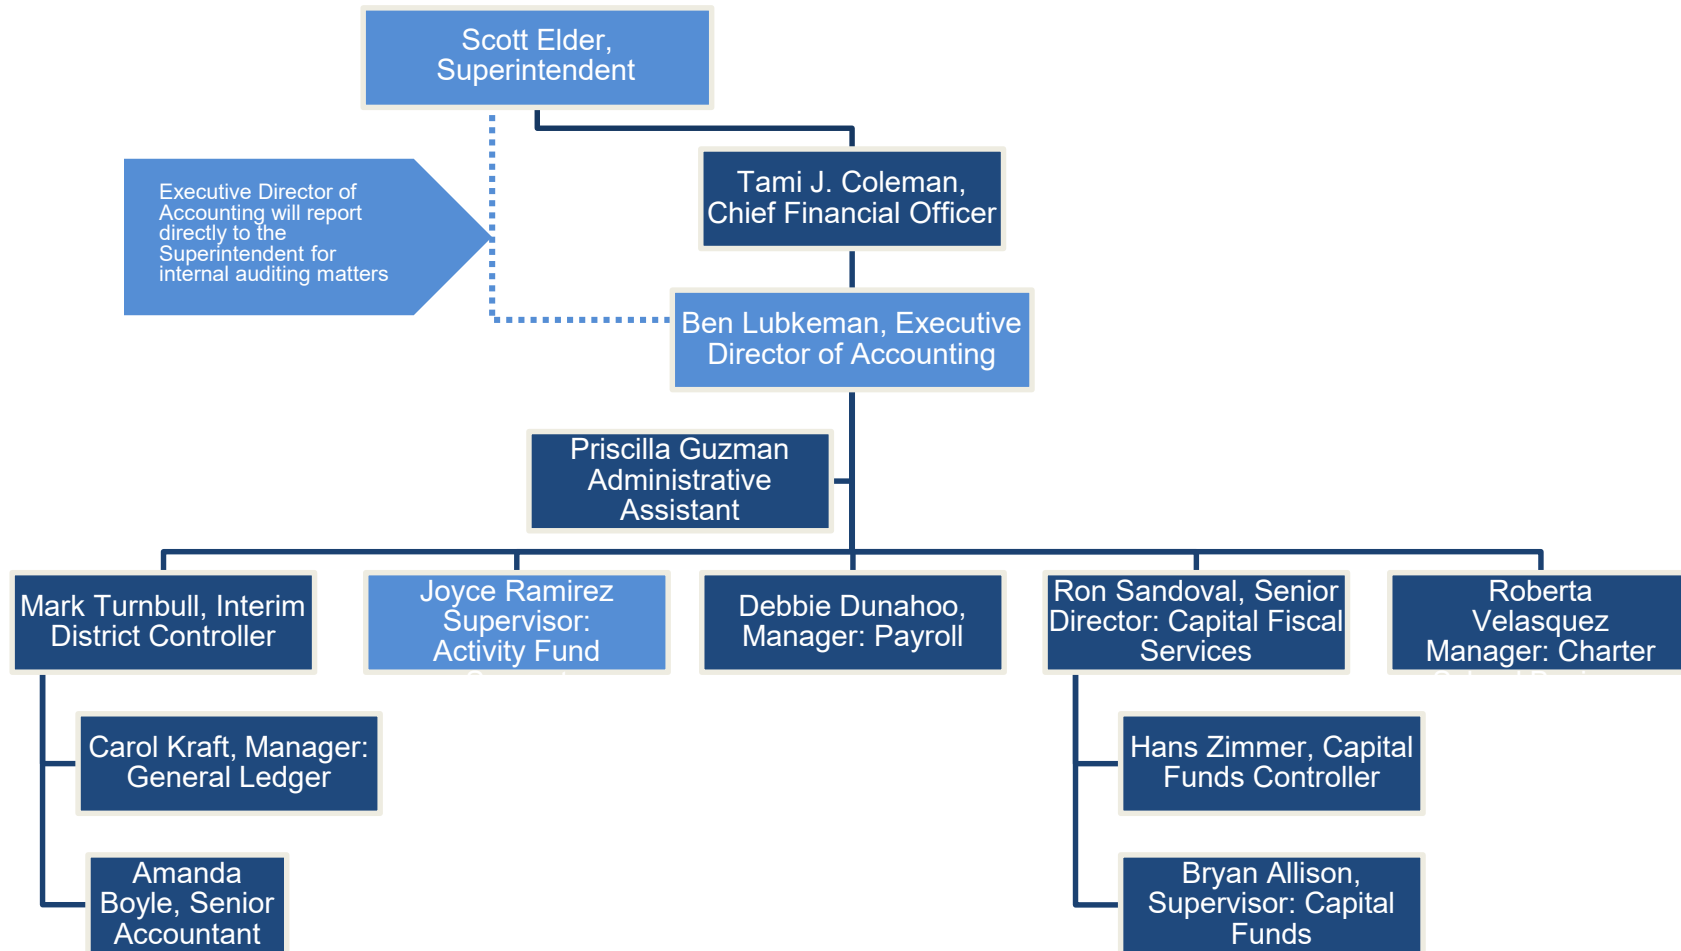 Scott Elder,
Superintendent
Executive Director of
Accounting will report
directly to the
Superintendent for
internal auditing matters
Tami J. Coleman,
Chief Financial Officer
Ben Lubkeman, Executive
Director of Accounting
Priscilla Guzman
Administrative
Assistant
Mark Turnbull, Interim
District Controller
Joyce Ramirez
Supervisor:
Activity Fund
Debbie Dunahoo,
Manager: Payroll
Ron Sandoval, Senior
Director: Capital Fiscal
Services
Roberta
Velasquez
Manager: Charter
Carol Kraft, Manager:
General Ledger
Hans Zimmer, Capital
Funds Controller
Amanda
Boyle, Senior
Accountant
Bryan Allison,
Supervisor: Capital
Funds